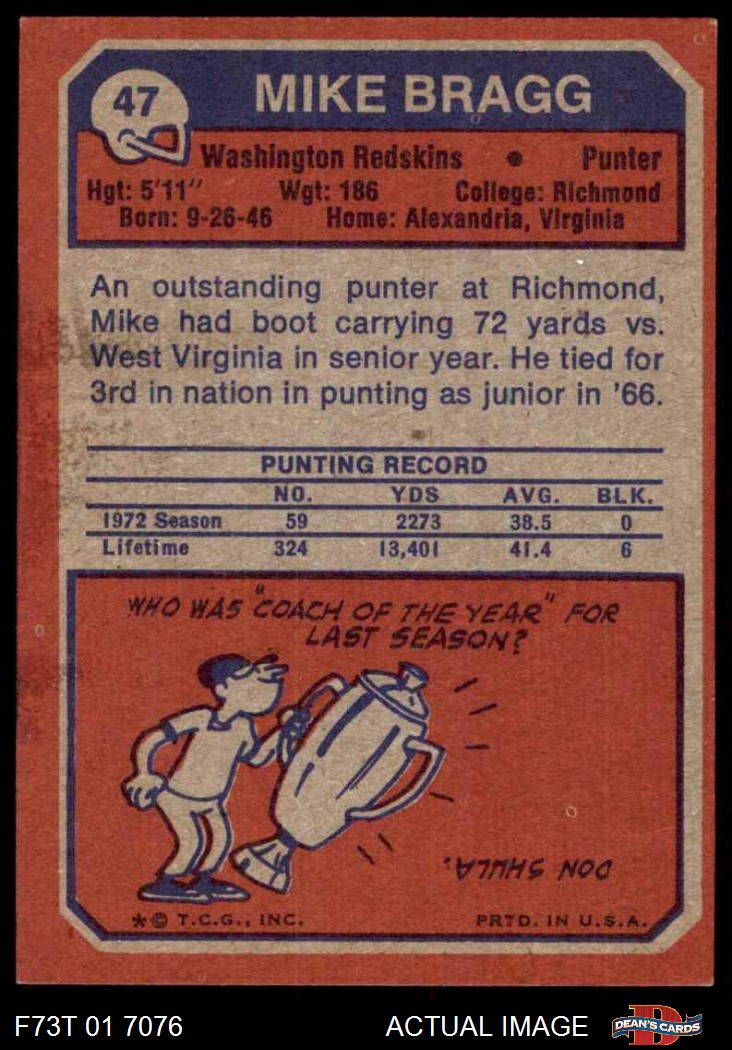 47
MIKE BRAGG
Washington Redskins • Punter
Hgt: 5'11" Wgt: 186 College: Richmond
Born: 9-26-46 Home: Alexandria, Virginia
An outstanding punter at Richmond,
Mike had boot carrying 72 yards vs.
West Virginia in senior year. He tied for
3rd in nation in punting as junior in '66.
PUNTING RECORD
NO. YDS AVG. BLK.
1972 Season 59 2273 38.5 0
Lifetime 324 13,401 41.4 6
WHO WAS "COACH OF THE YEAR" FOR
LAST SEASON?
DON SHULA.
* © T.C.G., INC. PRTD. IN U.S.A.
F73T 01 7076 ACTUAL IMAGE D DEAN'S CARDS